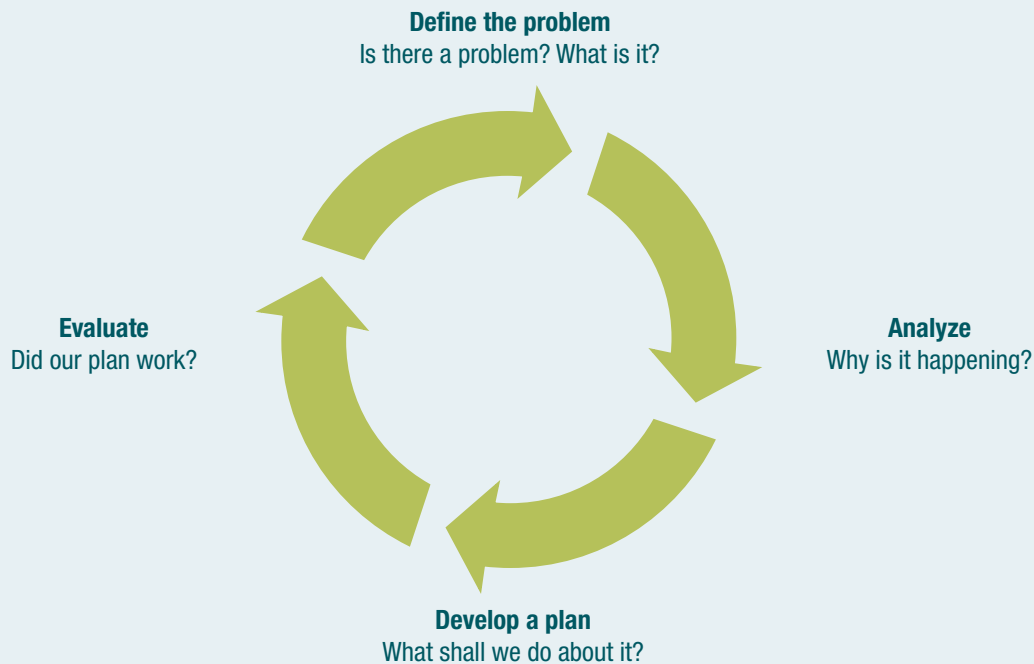 Define the problem
Is there a problem? What is it?
Analyze
Why is it happening?
Develop a plan
What shall we do about it?
Evaluate
Did our plan work?